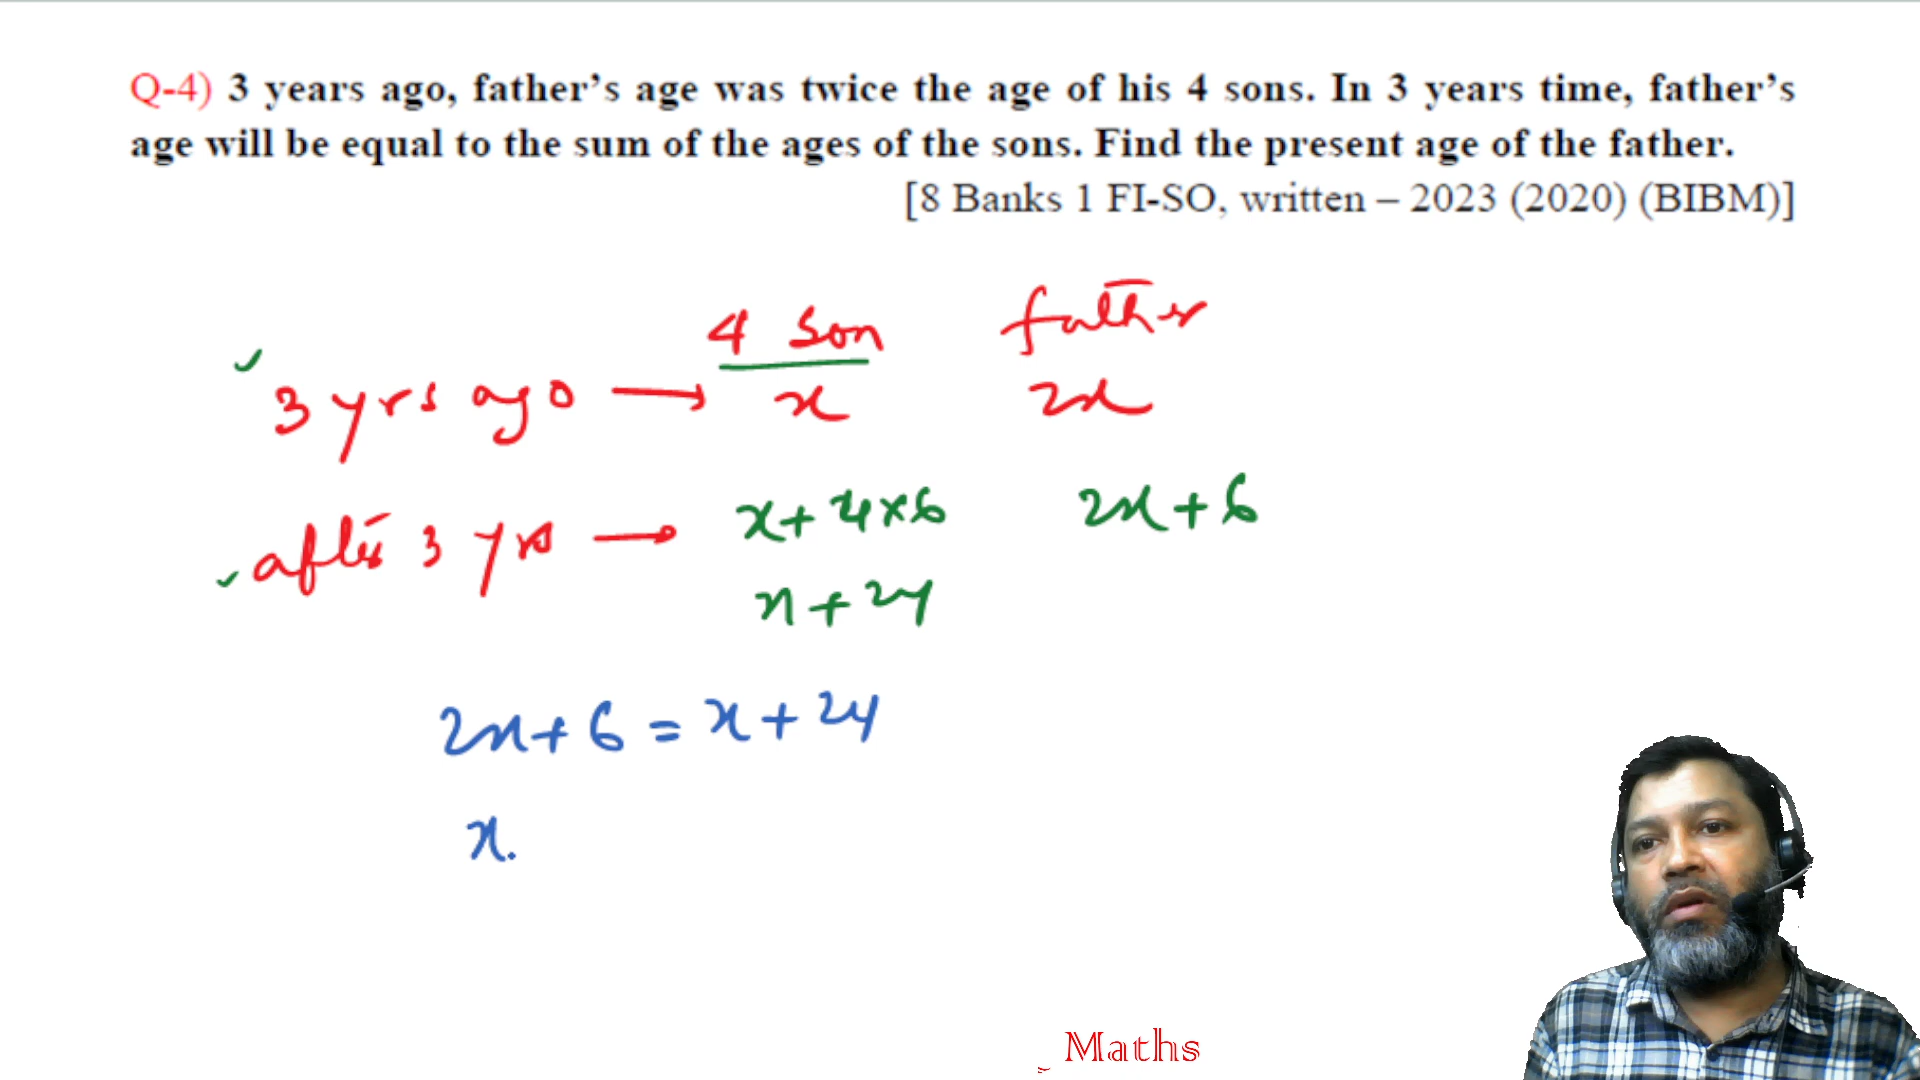 Q-4) 3 years ago, father’s age was twice the age of his 4 sons. In 3 years time, father’s
age will be equal to the sum of the ages of the sons. Find the present age of the father.
[8 Banks 1 FI-SO, written – 2023 (2020) (BIBM)]
4 son father
3 yrs ago → x 2x
after 3 yrs → x+4×6 2x+6
x+24
2x+6 = x+24
x.
Maths